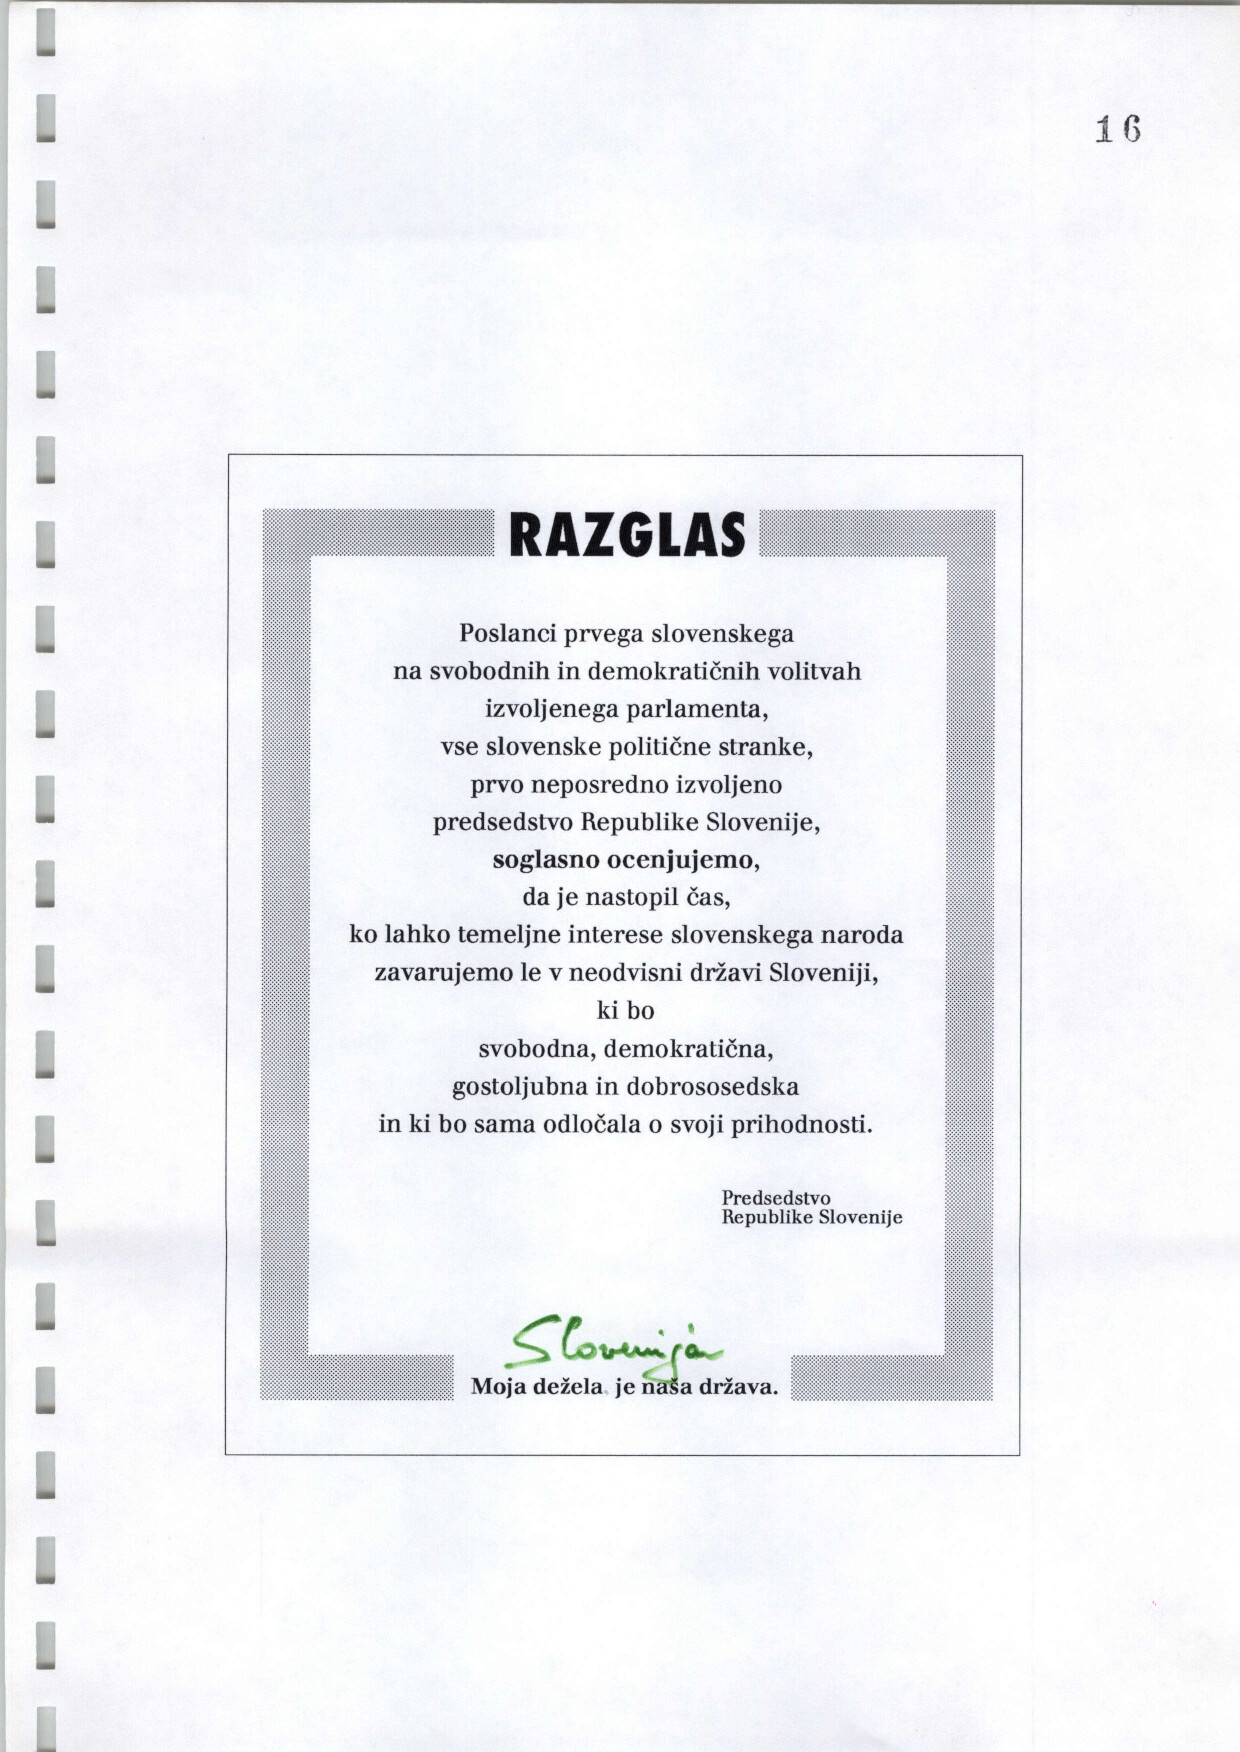 16
RAZGLAS
Poslanci prvega slovenskega
na svobodnih in demokratičnih volitvah
izvoljenega parlamenta,
vse slovenske politične stranke,
prvo neposredno izvoljeno
predsedstvo Republike Slovenije,
soglasno ocenjujemo,
da je nastopil čas,
ko lahko temeljne interese slovenskega naroda
zavarujemo le v neodvisni državi Sloveniji,
ki bo
svobodna, demokratična,
gostoljubna in dobrososedska
in ki bo sama odločala o svoji prihodnosti.
Predsedstvo
Republike Slovenije
Slovenija
Moja dežela je naša država.